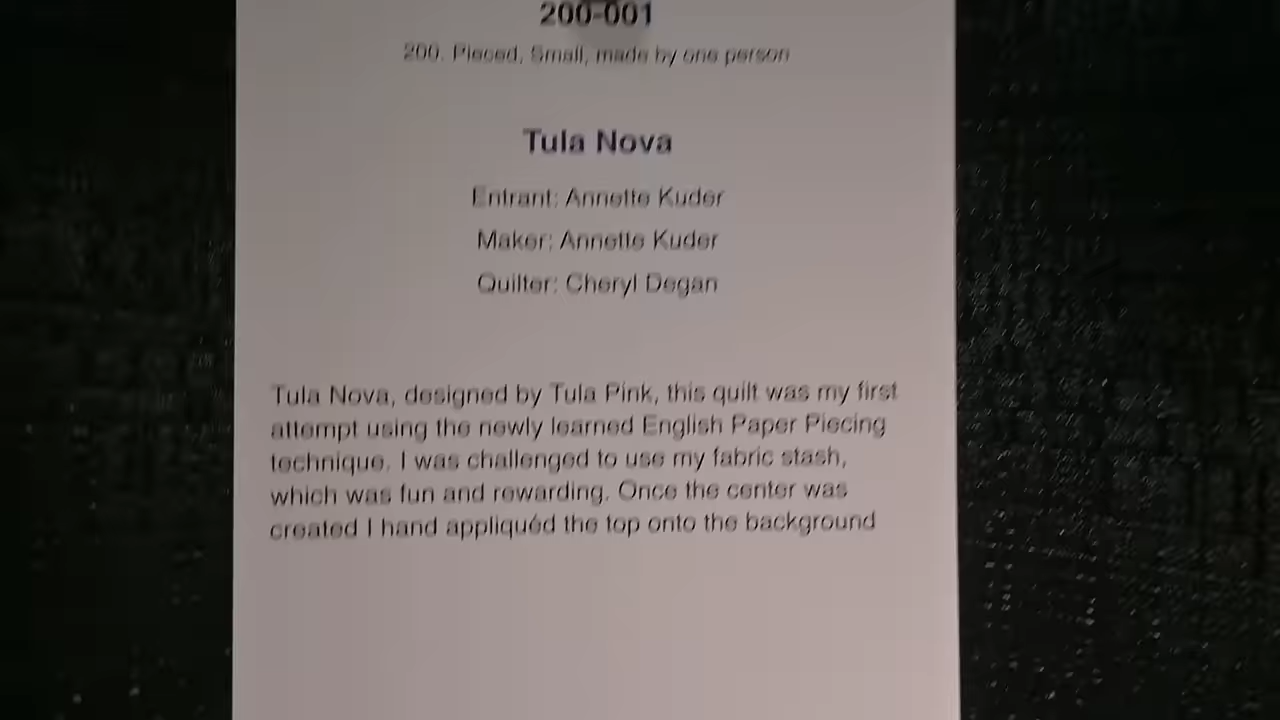 200-001
200. Pieced, Small, made by one person
Tula Nova
Entrant: Annette Kuder
Maker: Annette Kuder
Quilter: Cheryl Degan
Tula Nova, designed by Tula Pink, this quilt was my first
attempt using the newly learned English Paper Piecing
technique. I was challenged to use my fabric stash,
which was fun and rewarding. Once the center was
created I hand appliquéd the top onto the background